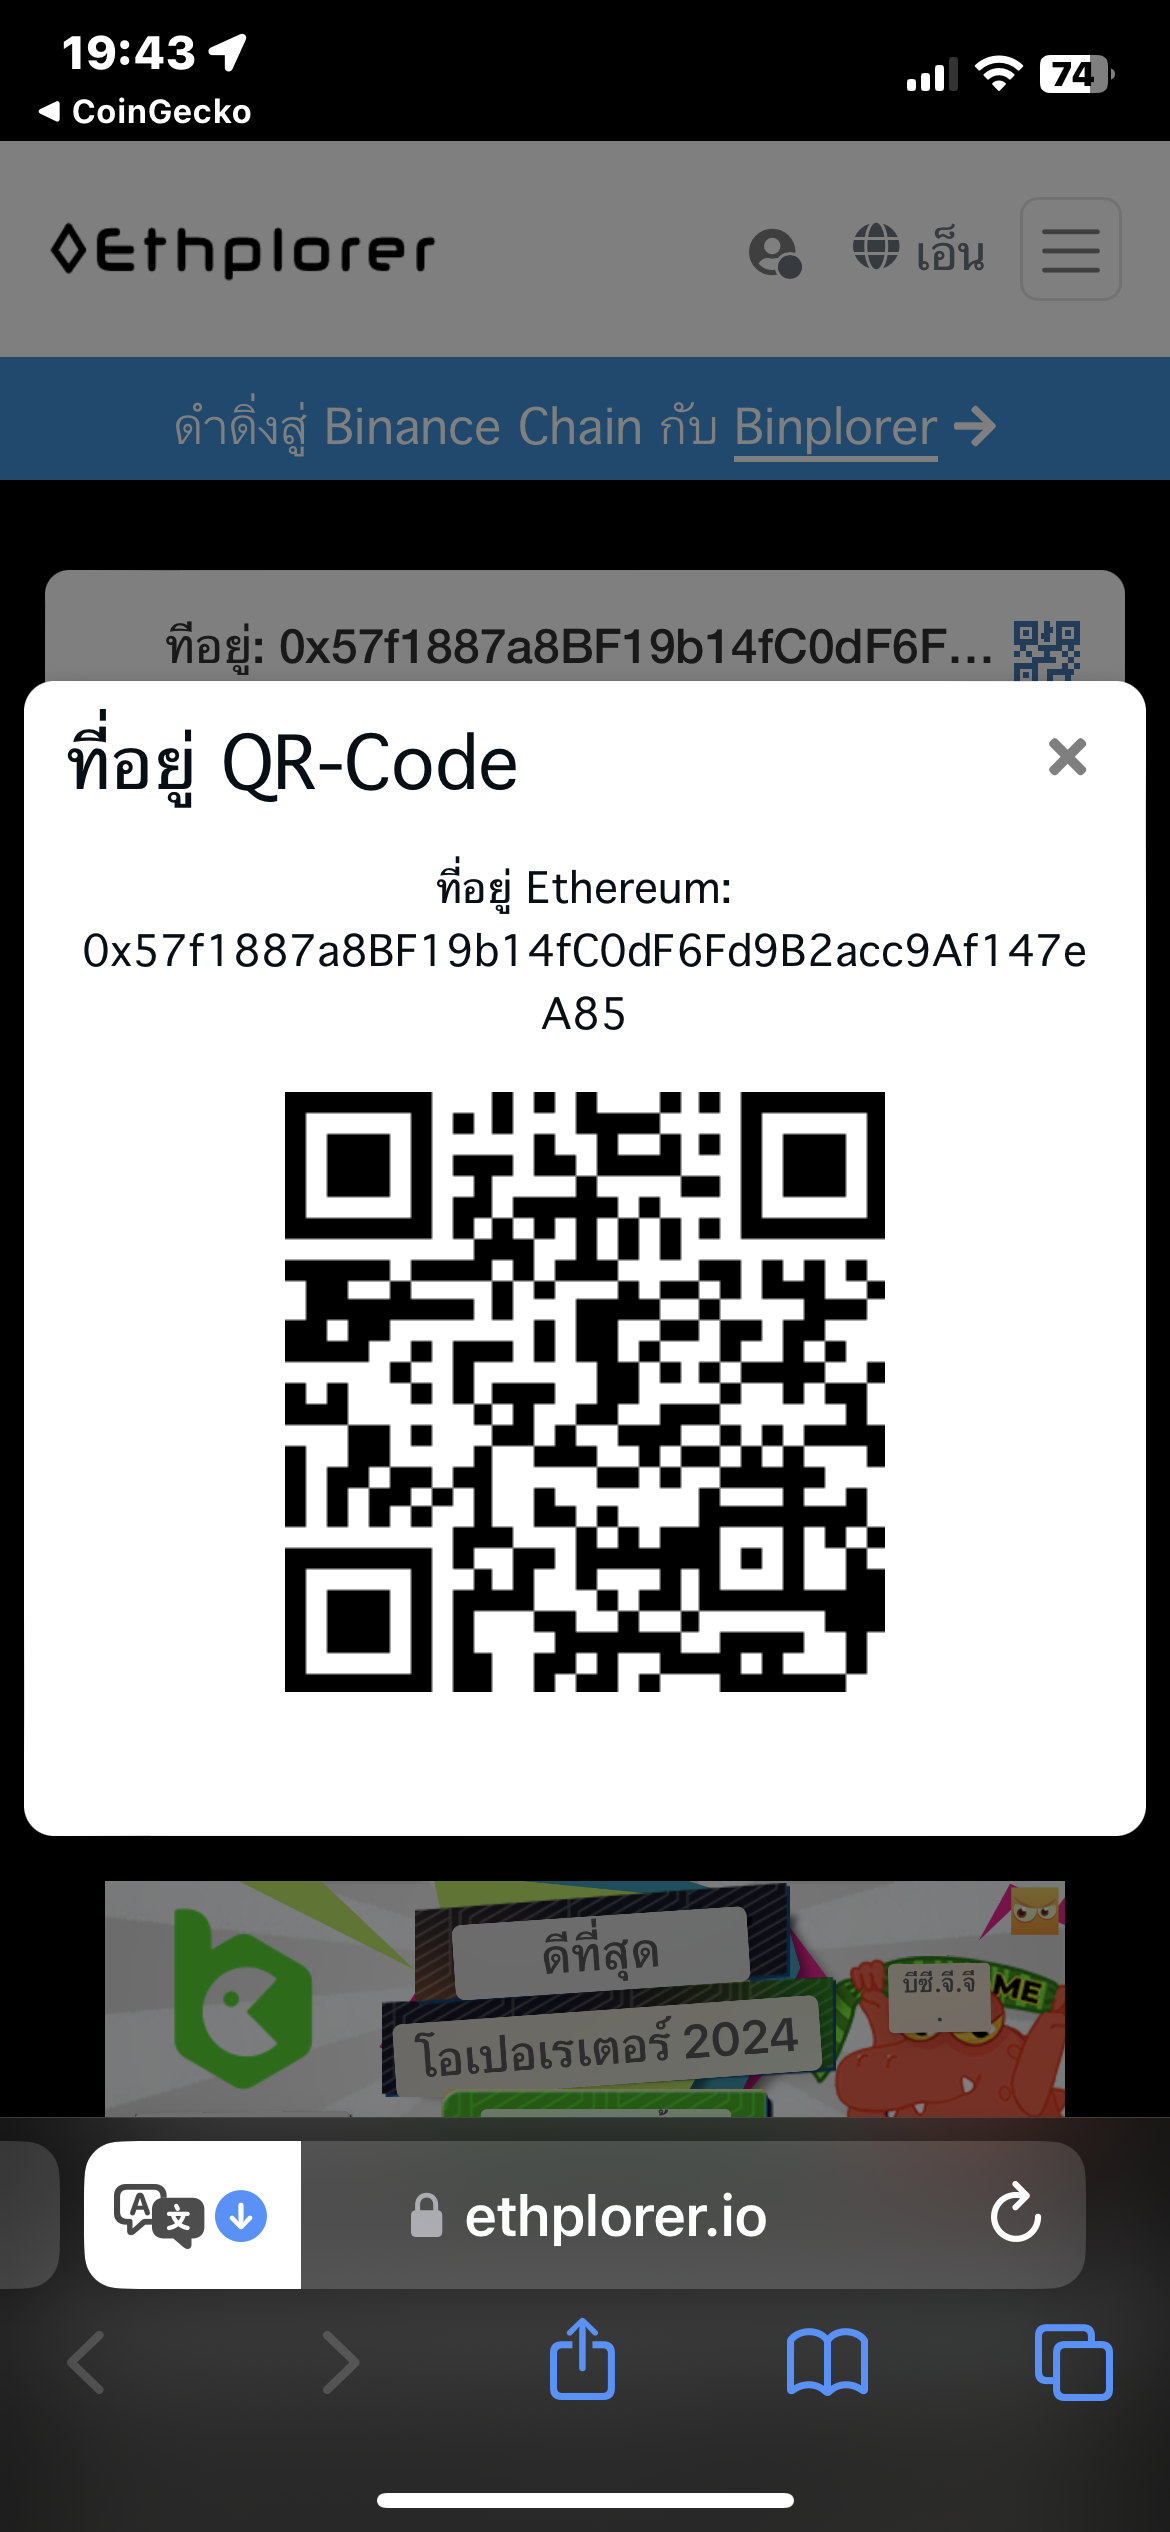 19:43
74
CoinGecko
Ethplorer
เอ็น
ดำดิ่งสู่ Binance Chain กับ Binplorer
ที่อยู่: 0x57f1887a8BF19b14fC0dF6F...
ที่อยู่ QR-Code
ที่อยู่ Ethereum:
0x57f1887a8BF19b14fC0dF6Fd9B2acc9Af147e
A85
ดีที่สุด
โอเปอเรเตอร์ 2024
บีซี.จี.จี
.
ME
ethplorer.io